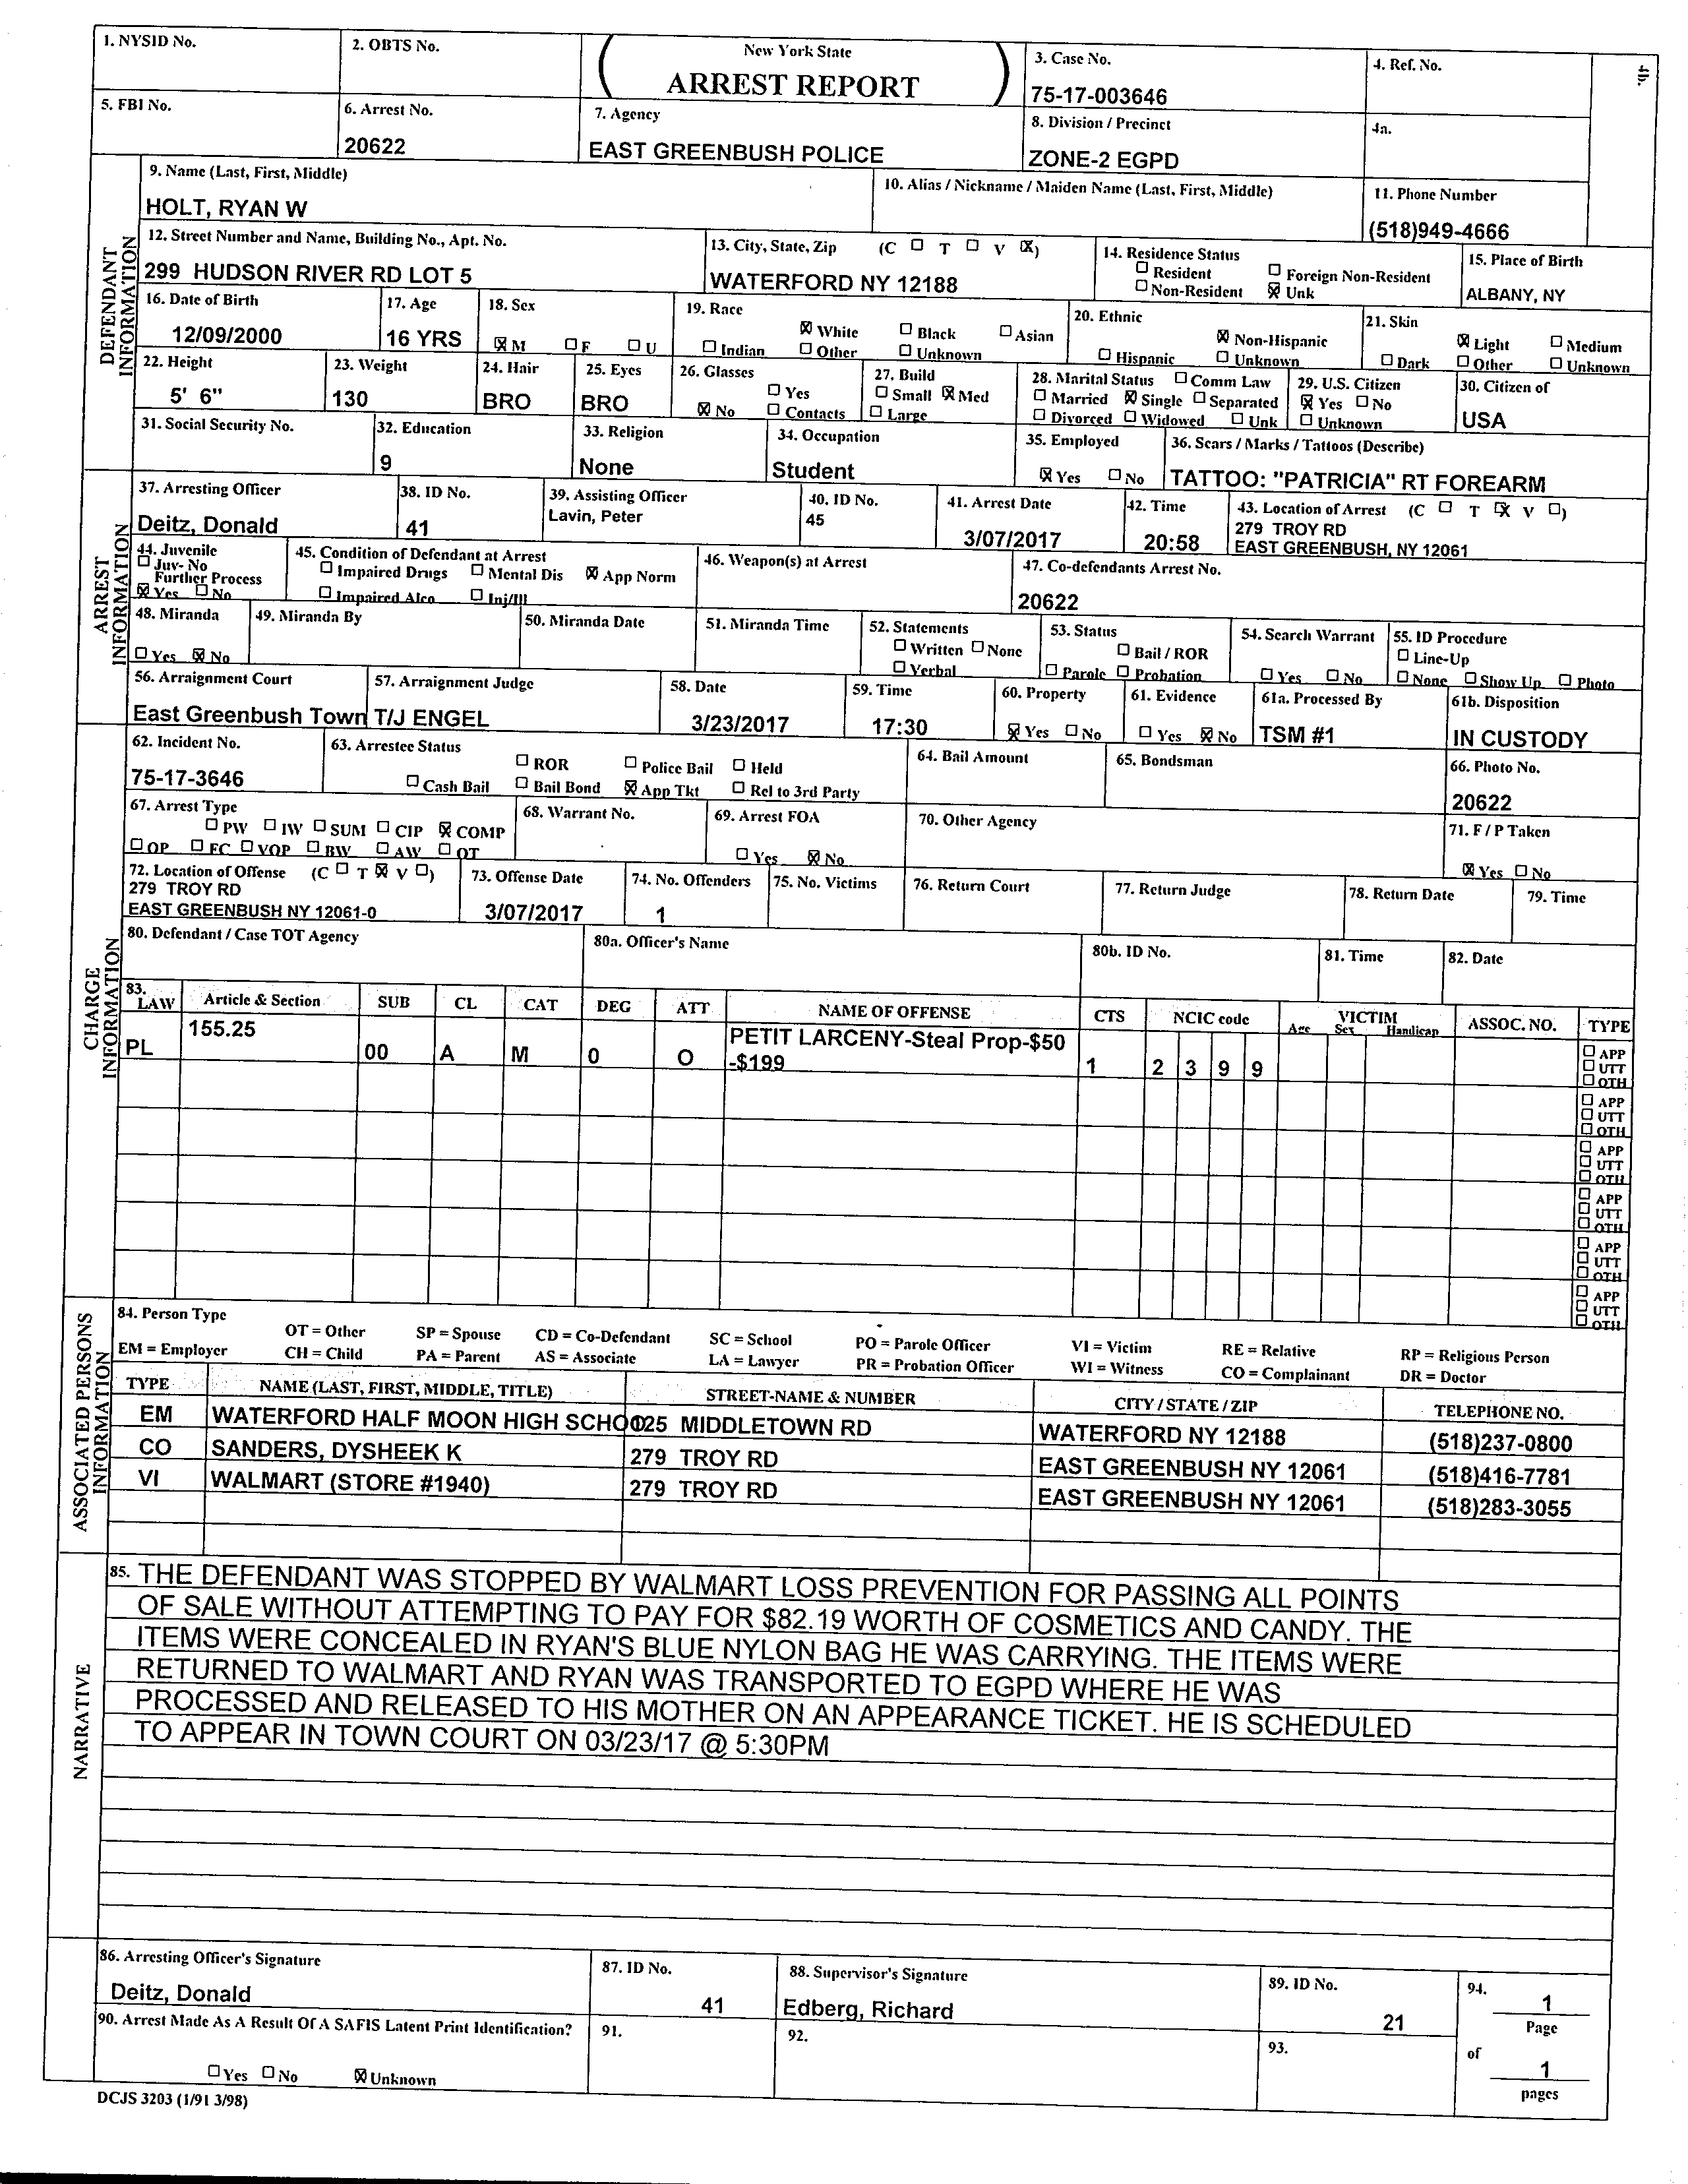 1. NYSID No.
2. OBTS No.
New York State
ARREST REPORT
3. Case No.
75-17-003646
4. Ref. No.
5. FBI No.
6. Arrest No.
20622
7. Agency
EAST GREENBUSH POLICE
8. Division / Precinct
ZONE-2 EGPD
4a.
DEFENDANT INFORMATION
9. Name (Last, First, Middle)
HOLT, RYAN W
10. Alias / Nickname / Maiden Name (Last, First, Middle)
11. Phone Number
(518)949-4666
12. Street Number and Name, Building No., Apt. No.
299 HUDSON RIVER RD LOT 5
13. City, State, Zip (C ☐ T ☐ V ☒)
WATERFORD NY 12188
14. Residence Status
☐ Resident ☐ Foreign Non-Resident
☐ Non-Resident ☒ Unk
15. Place of Birth
ALBANY, NY
16. Date of Birth
12/09/2000
17. Age
16 YRS
18. Sex
☒ M ☐ F ☐ U
19. Race
☒ White ☐ Black ☐ Asian
☐ Indian ☐ Other ☐ Unknown
20. Ethnic
☒ Non-Hispanic
☐ Hispanic ☐ Unknown
21. Skin
☒ Light ☐ Medium
☐ Dark ☐ Other ☐ Unknown
22. Height
5' 6"
23. Weight
130
24. Hair
BRO
25. Eyes
BRO
26. Glasses
☐ Yes
☒ No ☐ Contacts
27. Build
☐ Small ☒ Med
☐ Large
28. Marital Status ☐ Comm Law
☐ Married ☒ Single ☐ Separated
☐ Divorced ☐ Widowed ☐ Unk
29. U.S. Citizen
☒ Yes ☐ No
☐ Unknown
30. Citizen of
USA
31. Social Security No.
32. Education
9
33. Religion
None
34. Occupation
Student
35. Employed
☒ Yes ☐ No
36. Scars / Marks / Tattoos (Describe)
TATTOO: "PATRICIA" RT FOREARM
ARREST INFORMATION
37. Arresting Officer
Deitz, Donald
38. ID No.
41
39. Assisting Officer
Lavin, Peter
40. ID No.
45
41. Arrest Date
3/07/2017
42. Time
20:58
43. Location of Arrest (C ☐ T ☒ V ☐)
279 TROY RD
EAST GREENBUSH, NY 12061
44. Juvenile
☐ Juv- No
Further Process
☒ Yes ☐ No
45. Condition of Defendant at Arrest
☐ Impaired Drugs ☐ Mental Dis ☒ App Norm
☐ Impaired Alco ☐ Inj/Ill
46. Weapon(s) at Arrest
47. Co-defendants Arrest No.
20622
48. Miranda
☐ Yes ☒ No
49. Miranda By
50. Miranda Date
51. Miranda Time
52. Statements
☐ Written ☐ None
☐ Verbal
53. Status
☐ Bail / ROR
☐ Parole ☐ Probation
54. Search Warrant
☐ Yes ☐ No
55. ID Procedure
☐ Line-Up
☐ None ☐ Show Up ☐ Photo
56. Arraignment Court
East Greenbush Town
57. Arraignment Judge
T/J ENGEL
58. Date
3/23/2017
59. Time
17:30
60. Property
☒ Yes ☐ No
61. Evidence
☐ Yes ☒ No
61a. Processed By
TSM #1
61b. Disposition
IN CUSTODY
CHARGE INFORMATION
62. Incident No.
75-17-3646
63. Arrestee Status
☐ ROR ☐ Police Bail ☐ Held
☐ Cash Bail ☐ Bail Bond ☒ App Tkt ☐ Rel to 3rd Party
64. Bail Amount
65. Bondsman
66. Photo No.
20622
67. Arrest Type
☐ PW ☐ IW ☐ SUM ☐ CIP ☒ COMP
☐ OP ☐ FC ☐ VOP ☐ BW ☐ AW ☐ OT
68. Warrant No.
69. Arrest FOA
☐ Yes ☒ No
70. Other Agency
71. F / P Taken
☒ Yes ☐ No
72. Location of Offense (C ☐ T ☒ V ☐)
279 TROY RD
EAST GREENBUSH NY 12061-0
73. Offense Date
3/07/2017
74. No. Offenders
1
75. No. Victims
76. Return Court
77. Return Judge
78. Return Date
79. Time
80. Defendant / Case TOT Agency
80a. Officer's Name
80b. ID No.
81. Time
82. Date
83. LAW Article & Section SUB CL CAT DEG ATT NAME OF OFFENSE CTS NCIC code VICTIM Age Sex Handicap ASSOC. NO. TYPE
PL 155.25 00 A M 0 O PETIT LARCENY-Steal Prop-$50
-$199 1 2 3 9 9
☐ APP
☐ UTT
☐ OTH
☐ APP
☐ UTT
☐ OTH
☐ APP
☐ UTT
☐ OTH
☐ APP
☐ UTT
☐ OTH
☐ APP
☐ UTT
☐ OTH
☐ APP
☐ UTT
☐ OTH
ASSOCIATED PERSONS INFORMATION
84. Person Type
OT = Other SP = Spouse CD = Co-Defendant SC = School PO = Parole Officer VI = Victim RE = Relative RP = Religious Person
EM = Employer CH = Child PA = Parent AS = Associate LA = Lawyer PR = Probation Officer WI = Witness CO = Complainant DR = Doctor
TYPE NAME (LAST, FIRST, MIDDLE, TITLE) STREET-NAME & NUMBER CITY / STATE / ZIP TELEPHONE NO.
EM WATERFORD HALF MOON HIGH SCHO 25 MIDDLETOWN RD WATERFORD NY 12188 (518)237-0800
CO SANDERS, DYSHEEK K 279 TROY RD EAST GREENBUSH NY 12061 (518)416-7781
VI WALMART (STORE #1940) 279 TROY RD EAST GREENBUSH NY 12061 (518)283-3055
NARRATIVE
85. THE DEFENDANT WAS STOPPED BY WALMART LOSS PREVENTION FOR PASSING ALL POINTS
OF SALE WITHOUT ATTEMPTING TO PAY FOR $82.19 WORTH OF COSMETICS AND CANDY. THE
ITEMS WERE CONCEALED IN RYAN'S BLUE NYLON BAG HE WAS CARRYING. THE ITEMS WERE
RETURNED TO WALMART AND RYAN WAS TRANSPORTED TO EGPD WHERE HE WAS
PROCESSED AND RELEASED TO HIS MOTHER ON AN APPEARANCE TICKET. HE IS SCHEDULED
TO APPEAR IN TOWN COURT ON 03/23/17 @ 5:30PM
86. Arresting Officer's Signature
Deitz, Donald
87. ID No.
41
88. Supervisor's Signature
Edberg, Richard
89. ID No.
21
90. Arrest Made As A Result Of A SAFIS Latent Print Identification?
☐ Yes ☐ No ☒ Unknown
91.
92.
93.
94.
1
Page
of
1
pages
DCJS 3203 (1/91 3/98)